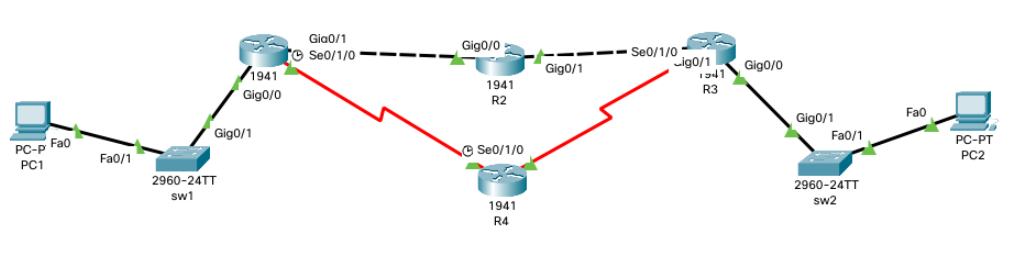 Gig0/1
Se0/1/0
1941
Gig0/0
Gig0/1
Fa0
PC-P
PC1
Fa0/1
2960-24TT
sw1
Gig0/0
Gig0/1
1941
R2
Se0/1/0
1941
R4
Se0/1/0
Gig0/1
1941
R3
Gig0/0
Gig0/1
Fa0/1
2960-24TT
sw2
Fa0
PC-PT
PC2